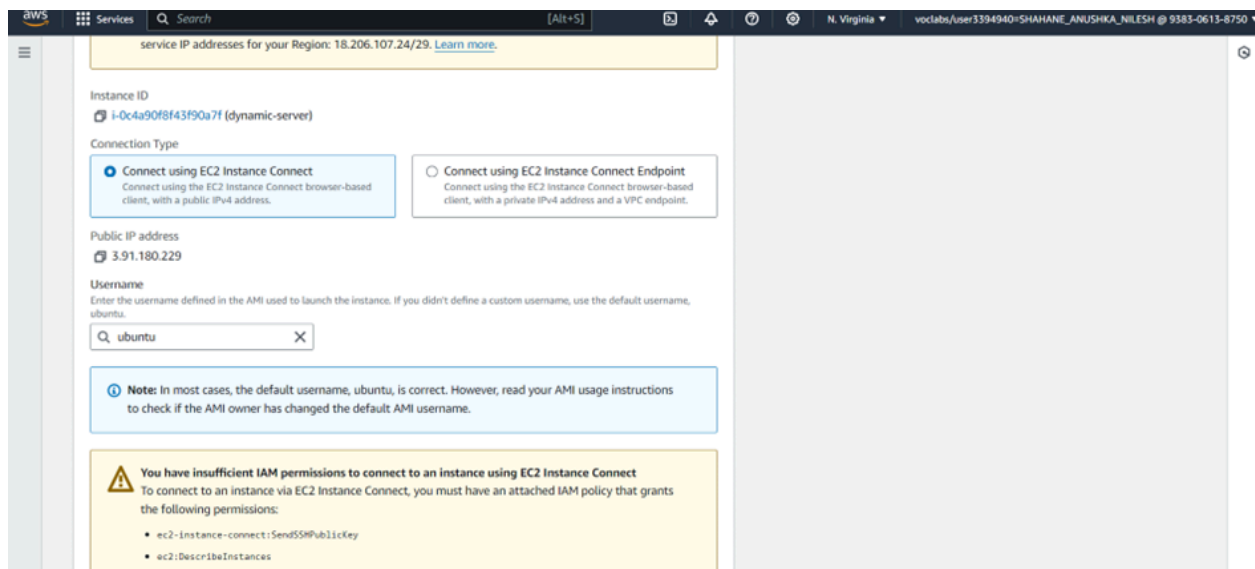 aws
Services
Search
[Alt+S]
N. Virginia
voclabs/user3394940=SHAHANE_ANUSHKA_NILESH @ 9383-0613-8750
service IP addresses for your Region: 18.206.107.24/29. Learn more.
Instance ID
i-0c4a90f8f43f90a7f (dynamic-server)
Connection Type
Connect using EC2 Instance Connect
Connect using the EC2 Instance Connect browser-based
client, with a public IPv4 address.
Connect using EC2 Instance Connect Endpoint
Connect using the EC2 Instance Connect browser-based
client, with a private IPv4 address and a VPC endpoint.
Public IP address
3.91.180.229
Username
Enter the username defined in the AMI used to launch the instance. If you didn't define a custom username, use the default username,
ubuntu.
ubuntu
Note: In most cases, the default username, ubuntu, is correct. However, read your AMI usage instructions
to check if the AMI owner has changed the default AMI username.
You have insufficient IAM permissions to connect to an instance using EC2 Instance Connect
To connect to an instance via EC2 Instance Connect, you must have an attached IAM policy that grants
the following permissions:
• ec2-instance-connect:SendSSHPublicKey
• ec2:DescribeInstances